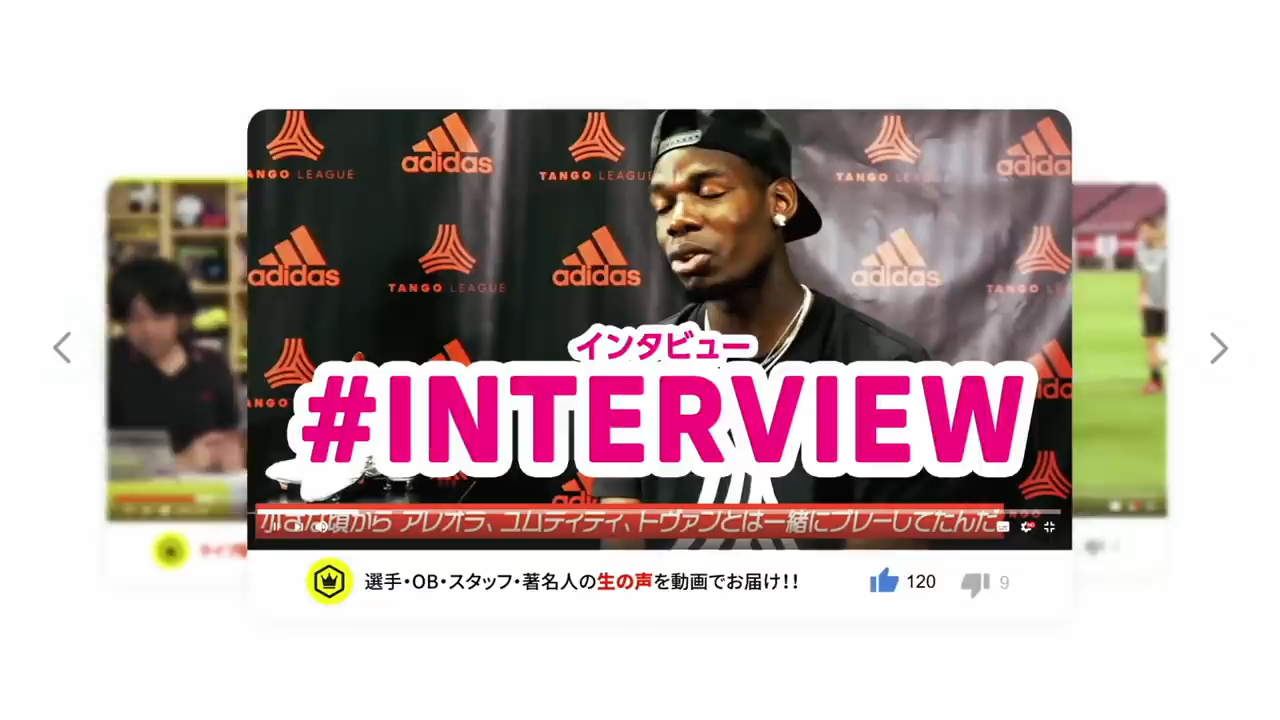 TANGO LEAGUE
adidas
TANGO LEAGUE
TANGO LEAGUE
adidas
adidas
TANGO LEAGUE
adidas
adidas
TANGO LEAGUE
インタビュー
#INTERVIEW
小さな頃から アレオラ、ユムティティ、トヴァンとは一緒にプレーしてたんだ
選手・OB・スタッフ・著名人の生の声を動画でお届け!!
120
9